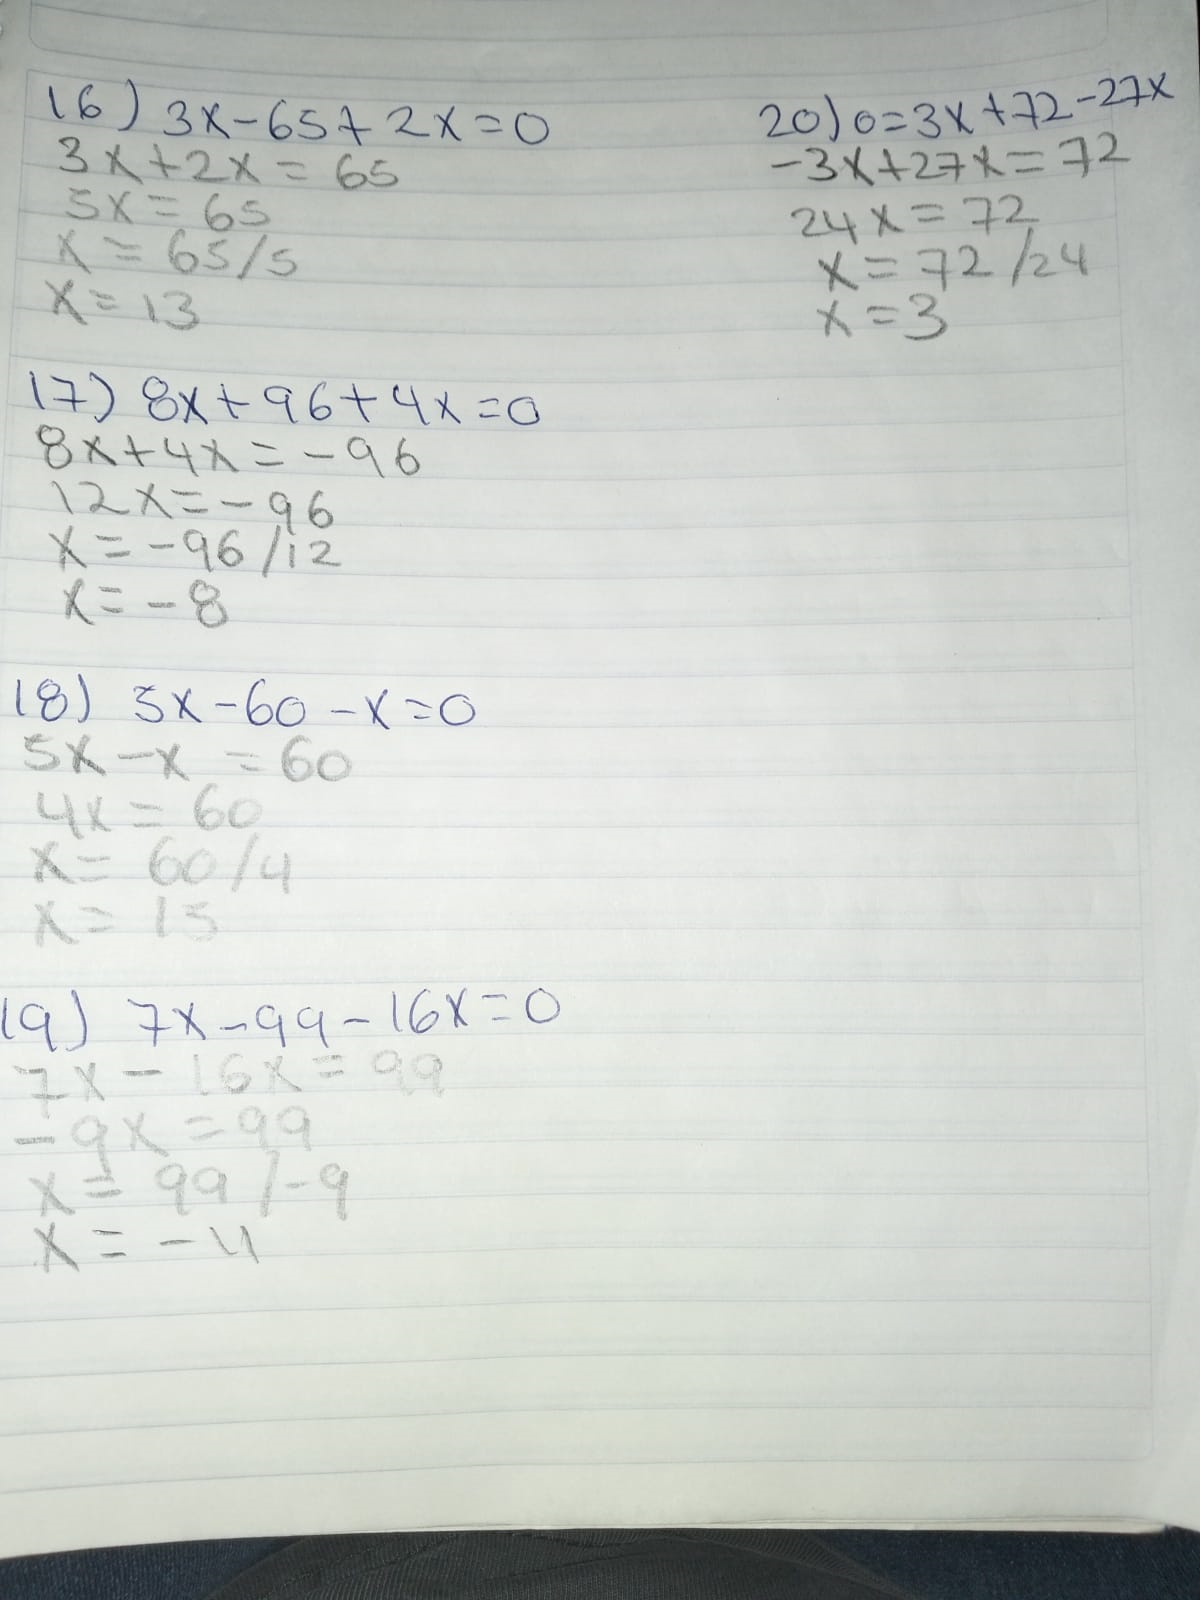 16) 3x-65+2x=0
3x+2x=65
5x=65
x=65/5
x=13
17) 8x+96+4x=0
8x+4x=-96
12x=-96
x=-96/12
x=-8
18) 5x-60-x=0
5x-x=60
4x=60
x=60/4
x=15
19) 7x-99-16x=0
7x-16x=99
-9x=99
x=99/-9
x=-11
20) 0=3x+72-27x
-3x+27x=72
24x=72
x=72/24
x=3